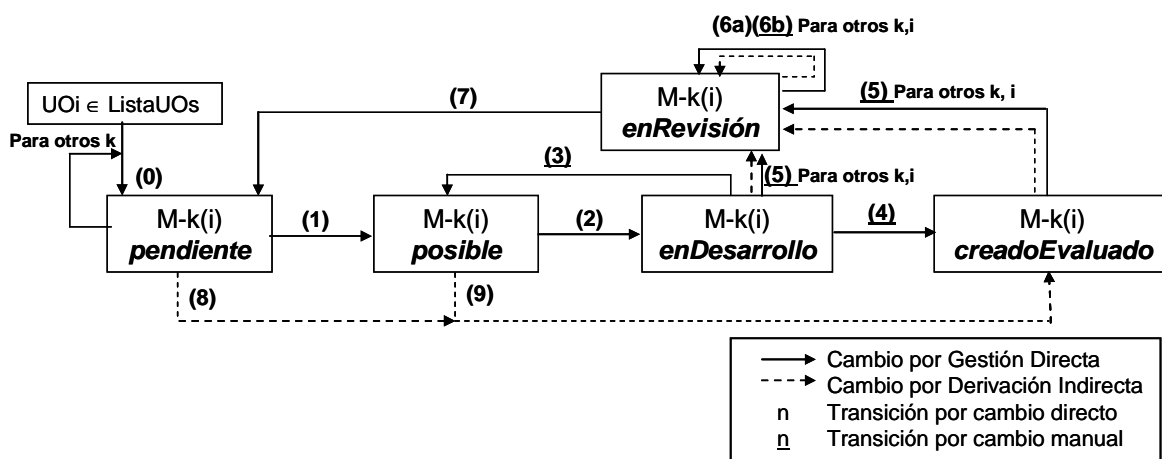 (6a)(6b) Para otros k,i
UOi ∈ ListaUOs
Para otros k
(0)
(7)
M-k(i)
enRevisión
(5) Para otros k, i
(3)
(5) Para otros k,i
M-k(i)
pendiente
(1)
M-k(i)
posible
(2)
M-k(i)
enDesarrollo
(4)
M-k(i)
creadoEvaluado
(8)
(9)
Cambio por Gestión Directa
Cambio por Derivación Indirecta
n Transición por cambio directo
n Transición por cambio manual